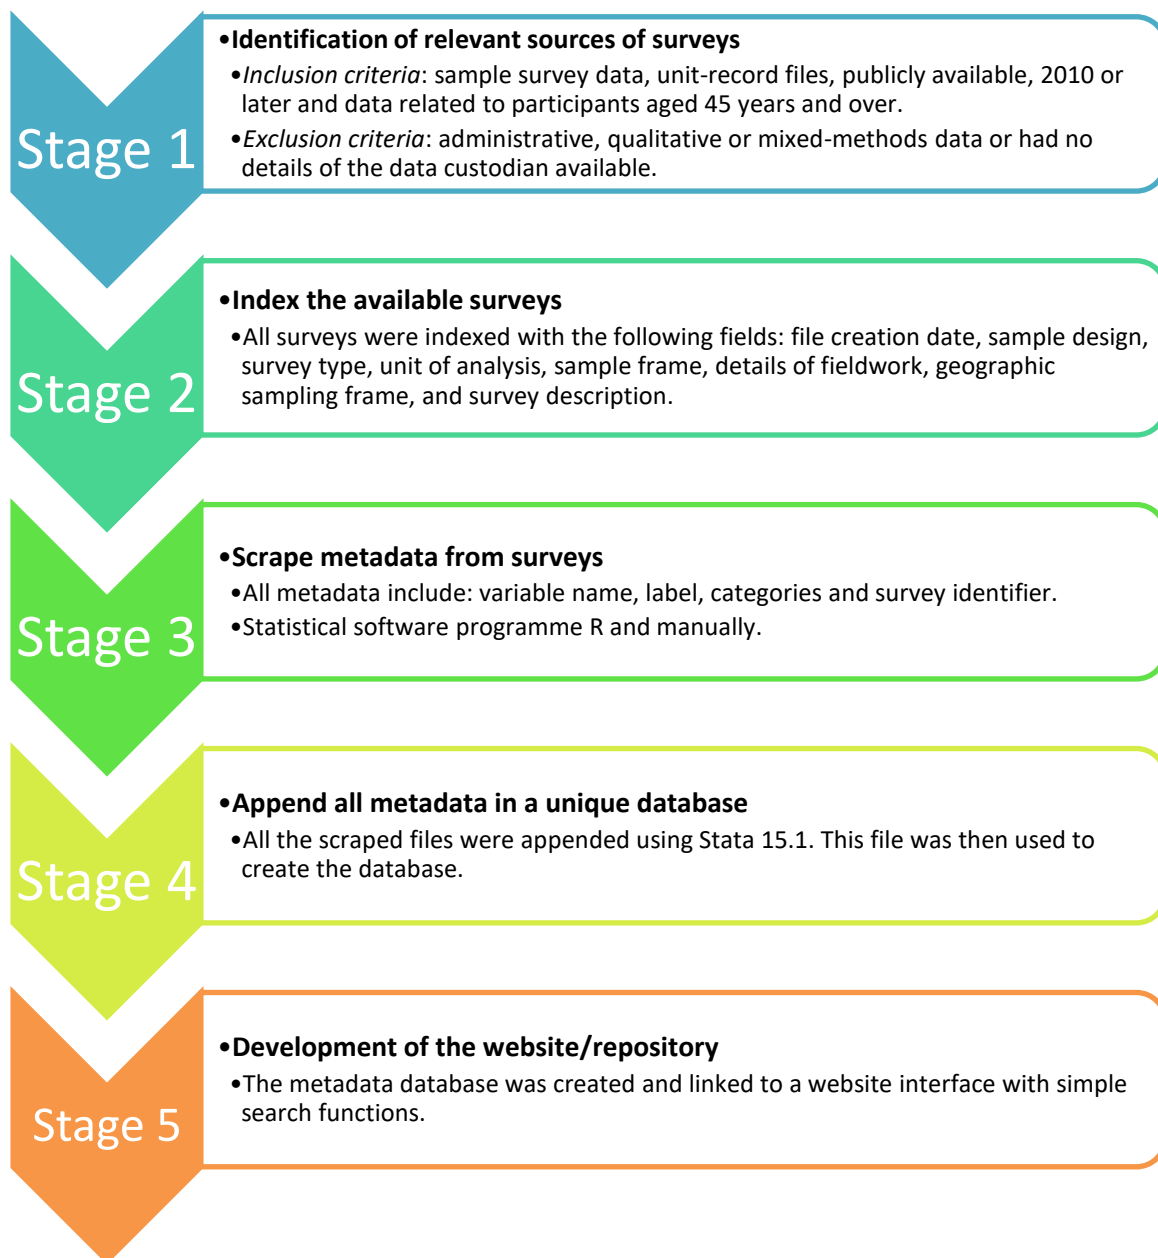 Stage 1
•Identification of relevant sources of surveys
•Inclusion criteria: sample survey data, unit-record files, publicly available, 2010 or
later and data related to participants aged 45 years and over.
•Exclusion criteria: administrative, qualitative or mixed-methods data or had no
details of the data custodian available.
Stage 2
•Index the available surveys
•All surveys were indexed with the following fields: file creation date, sample design,
survey type, unit of analysis, sample frame, details of fieldwork, geographic
sampling frame, and survey description.
Stage 3
•Scrape metadata from surveys
•All metadata include: variable name, label, categories and survey identifier.
•Statistical software programme R and manually.
Stage 4
•Append all metadata in a unique database
•All the scraped files were appended using Stata 15.1. This file was then used to
create the database.
Stage 5
•Development of the website/repository
•The metadata database was created and linked to a website interface with simple
search functions.